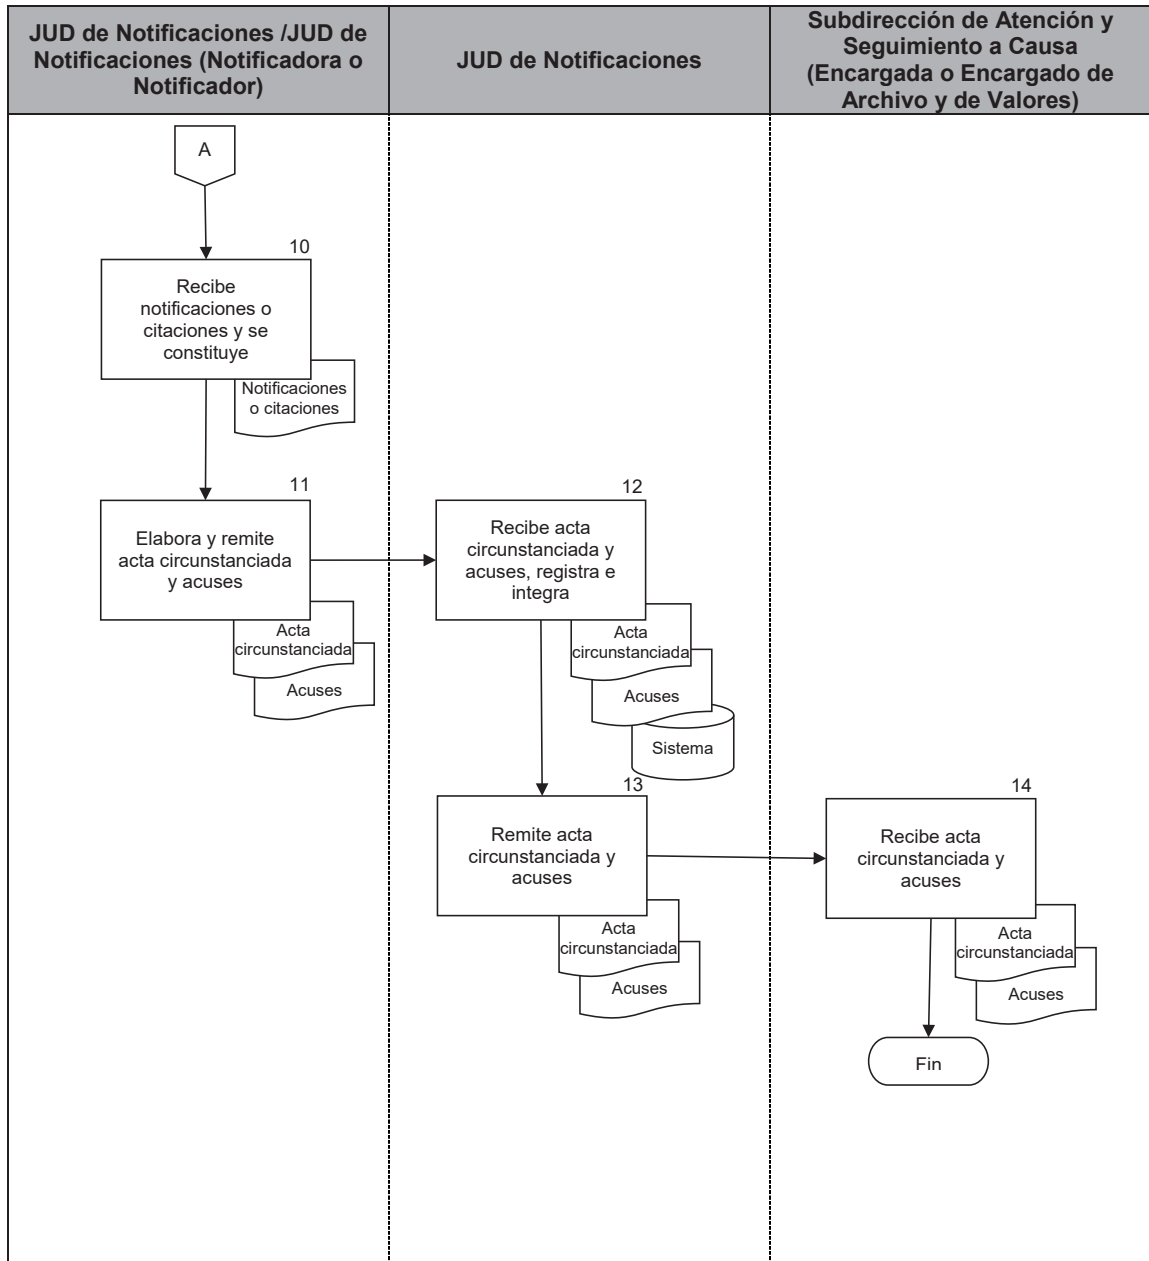 JUD de Notificaciones /JUD de
Notificaciones (Notificadora o
Notificador)
JUD de Notificaciones
Subdirección de Atención y
Seguimiento a Causa
(Encargada o Encargado de
Archivo y de Valores)
A
10
Recibe
notificaciones o
citaciones y se
constituye
Notificaciones
o citaciones
11
Elabora y remite
acta circunstanciada
y acuses
Acta
circunstanciada
Acuses
12
Recibe acta
circunstanciada y
acuses, registra e
integra
Acta
circunstanciada
Acuses
Sistema
13
Remite acta
circunstanciada y
acuses
Acta
circunstanciada
Acuses
14
Recibe acta
circunstanciada y
acuses
Acta
circunstanciada
Acuses
Fin